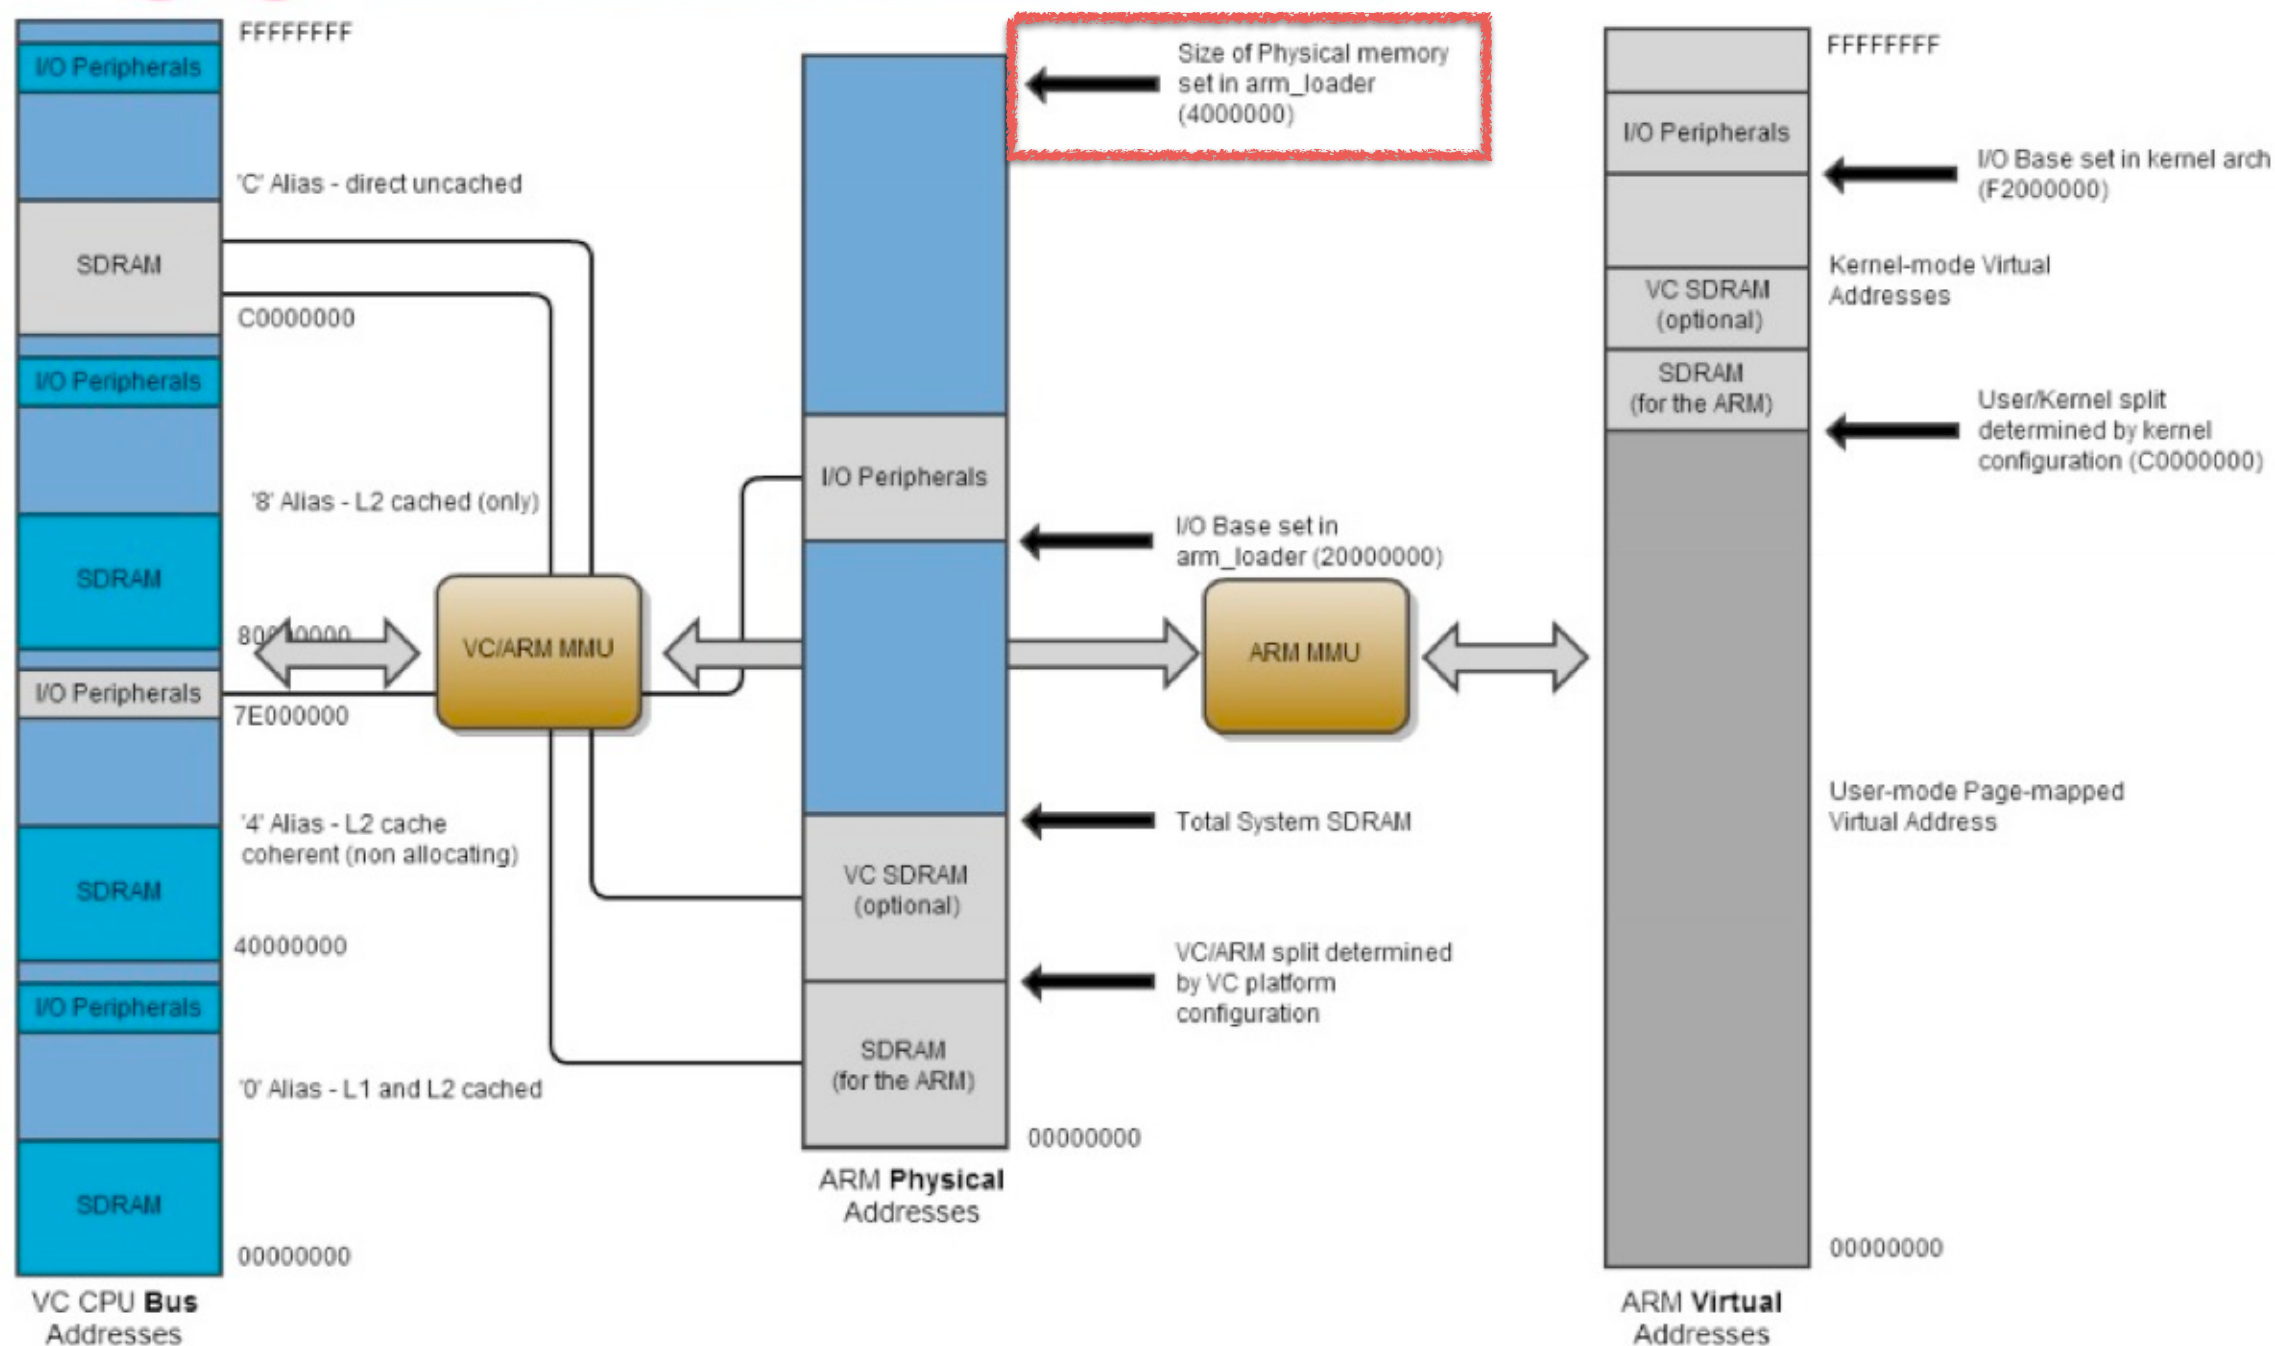 FFFFFFFF
I/O Peripherals
'C' Alias - direct uncached
SDRAM
C0000000
I/O Peripherals
'8' Alias - L2 cached (only)
SDRAM
80000000
I/O Peripherals
7E000000
'4' Alias - L2 cache
coherent (non allocating)
SDRAM
40000000
I/O Peripherals
'0' Alias - L1 and L2 cached
SDRAM
00000000
VC CPU Bus
Addresses
VC/ARM MMU
Size of Physical memory
set in arm_loader
(4000000)
I/O Peripherals
I/O Base set in
arm_loader (20000000)
Total System SDRAM
VC SDRAM
(optional)
VC/ARM split determined
by VC platform
configuration
SDRAM
(for the ARM)
00000000
ARM Physical
Addresses
ARM MMU
FFFFFFFF
I/O Peripherals
I/O Base set in kernel arch
(F2000000)
Kernel-mode Virtual
Addresses
VC SDRAM
(optional)
SDRAM
(for the ARM)
User/Kernel split
determined by kernel
configuration (C0000000)
User-mode Page-mapped
Virtual Address
00000000
ARM Virtual
Addresses